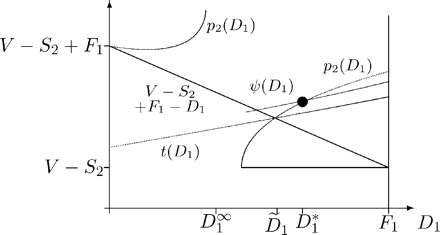 p₂(D₁)
V − S₂ + F₁
V − S₂
+F₁ − D₁
ψ(D₁)
p₂(D₁)
t(D₁)
V − S₂
D₁^∞
D̃₁
D₁*
F₁
D₁